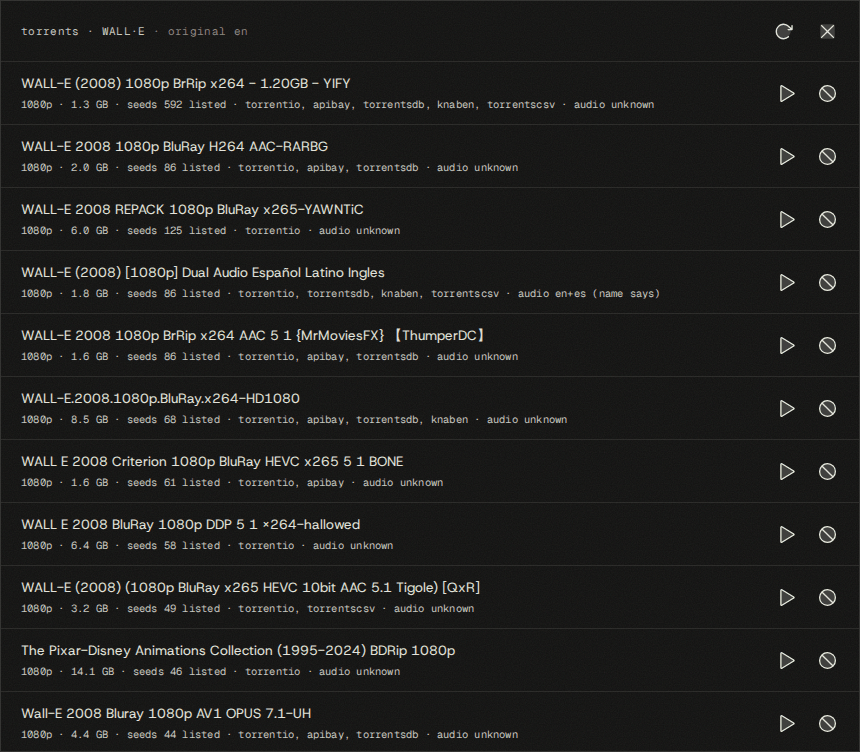 torrents · WALL·E · original en
WALL-E (2008) 1080p BrRip x264 - 1.20GB - YIFY
1080p · 1.3 GB · seeds 592 listed · torrentio, apibay, torrentsdb, knaben, torrentscsv · audio unknown
WALL-E 2008 1080p BluRay H264 AAC-RARBG
1080p · 2.0 GB · seeds 86 listed · torrentio, apibay, torrentsdb · audio unknown
WALL-E 2008 REPACK 1080p BluRay x265-YAWNTiC
1080p · 6.0 GB · seeds 125 listed · torrentio · audio unknown
WALL-E (2008) [1080p] Dual Audio Español Latino Ingles
1080p · 1.8 GB · seeds 86 listed · torrentio, torrentsdb, knaben, torrentscsv · audio en+es (name says)
WALL-E 2008 1080p BrRip x264 AAC 5 1 {MrMoviesFX} 【ThumperDC】
1080p · 1.6 GB · seeds 86 listed · torrentio, apibay, torrentsdb · audio unknown
WALL-E.2008.1080p.BluRay.x264-HD1080
1080p · 8.5 GB · seeds 68 listed · torrentio, apibay, torrentsdb, knaben · audio unknown
WALL E 2008 Criterion 1080p BluRay HEVC x265 5 1 BONE
1080p · 1.6 GB · seeds 61 listed · torrentio, apibay · audio unknown
WALL E 2008 BluRay 1080p DDP 5 1 ×264-hallowed
1080p · 6.4 GB · seeds 58 listed · torrentio · audio unknown
WALL-E (2008) (1080p BluRay x265 HEVC 10bit AAC 5.1 Tigole) [QxR]
1080p · 3.2 GB · seeds 49 listed · torrentio, torrentscsv · audio unknown
The Pixar-Disney Animations Collection (1995-2024) BDRip 1080p
1080p · 14.1 GB · seeds 46 listed · torrentio · audio unknown
Wall-E 2008 Bluray 1080p AV1 OPUS 7.1-UH
1080p · 4.4 GB · seeds 44 listed · torrentio, apibay, torrentsdb · audio unknown